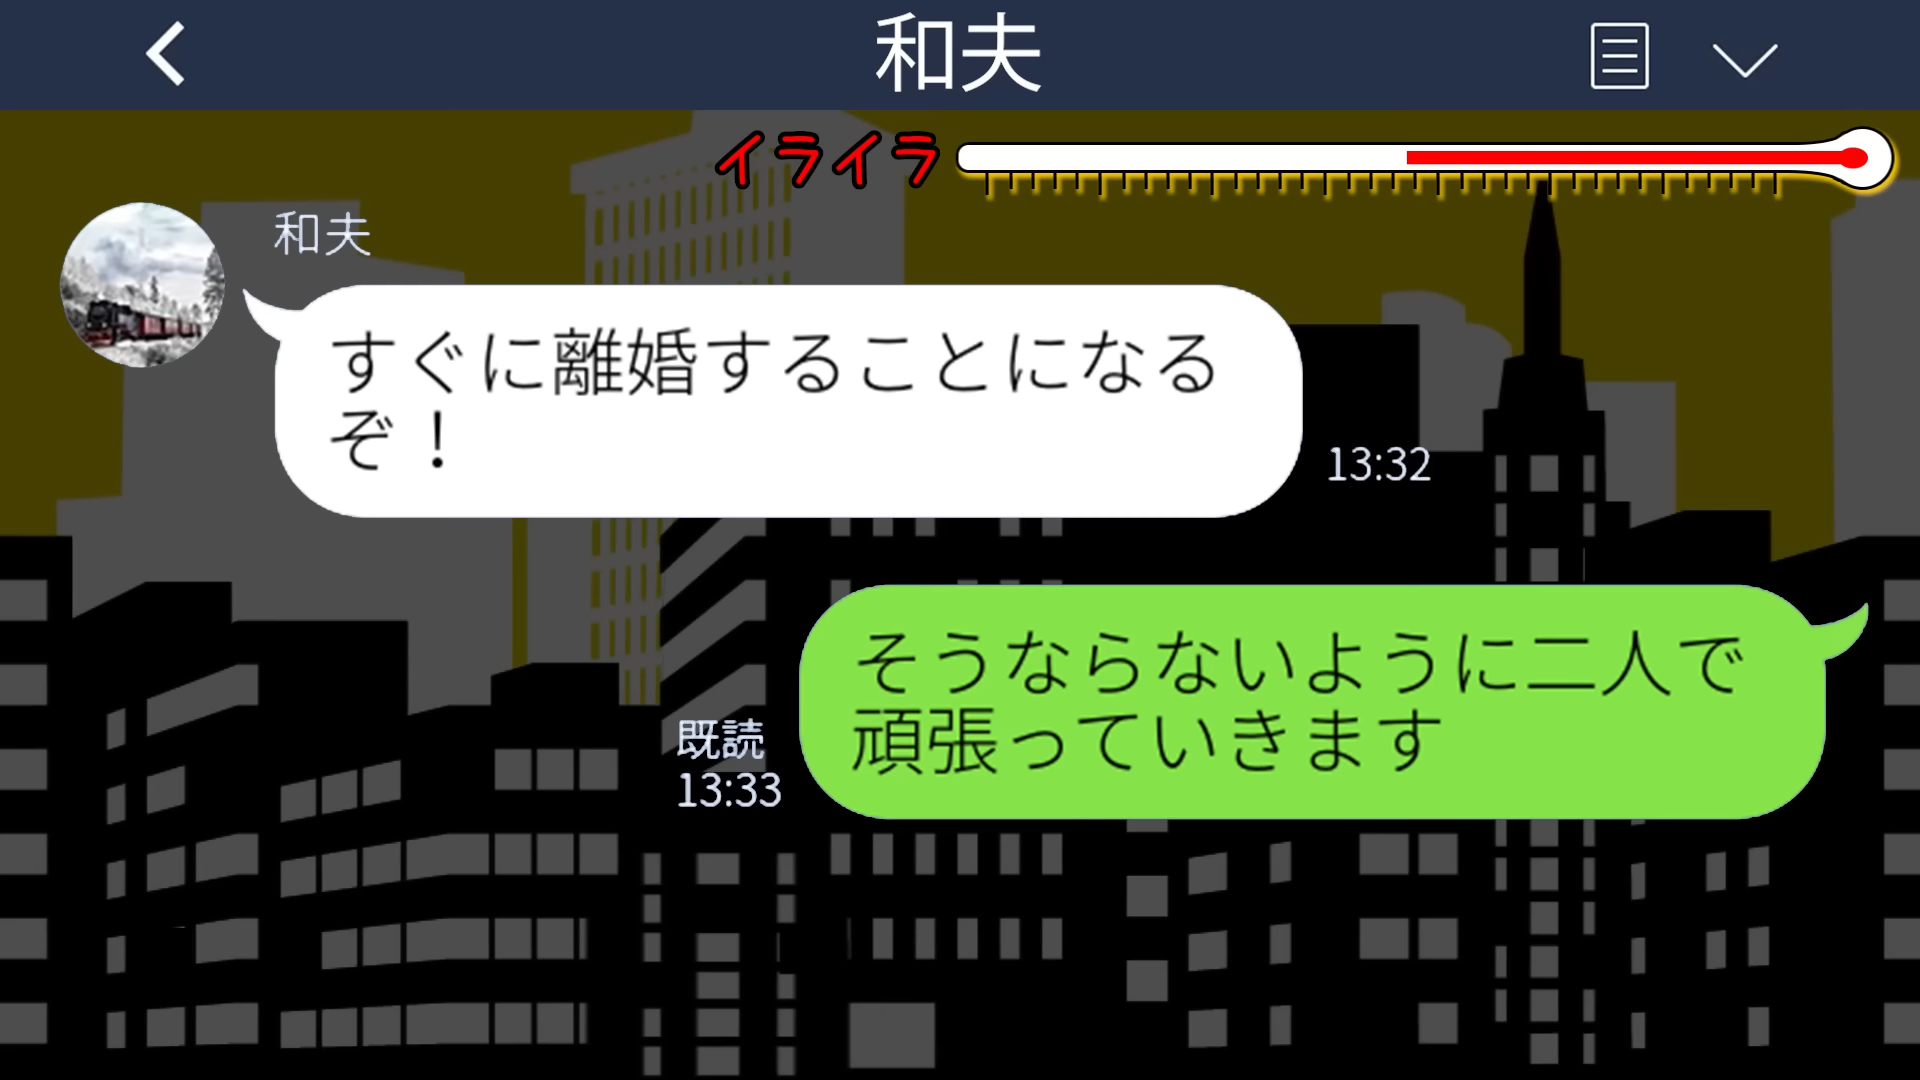 和夫
イライラ
和夫
すぐに離婚することになる
ぞ！
13:32
そうならないように二人で
頑張っていきます
既読
13:33